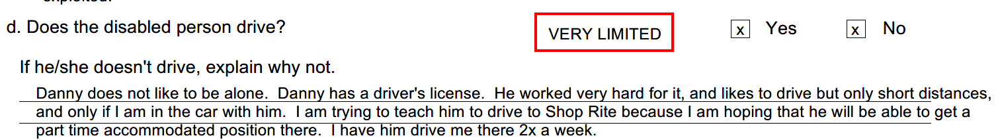 exploited.
d. Does the disabled person drive? VERY LIMITED x Yes x No
If he/she doesn't drive, explain why not.
Danny does not like to be alone. Danny has a driver's license. He worked very hard for it, and likes to drive but only short distances,
and only if I am in the car with him. I am trying to teach him to drive to Shop Rite because I am hoping that he will be able to get a
part time accommodated position there. I have him drive me there 2x a week.